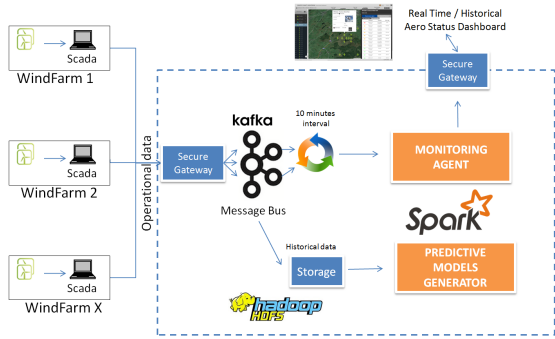 Real Time / Historical
Aero Status Dashboard
Scada
WindFarm 1
Secure
Gateway
kafka
10 minutes
interval
Scada
WindFarm 2
Operational data
Secure
Gateway
MONITORING
AGENT
Message Bus
Spark
Historical data
Storage
PREDICTIVE
MODELS
GENERATOR
Scada
WindFarm X
hadoop
HDFS